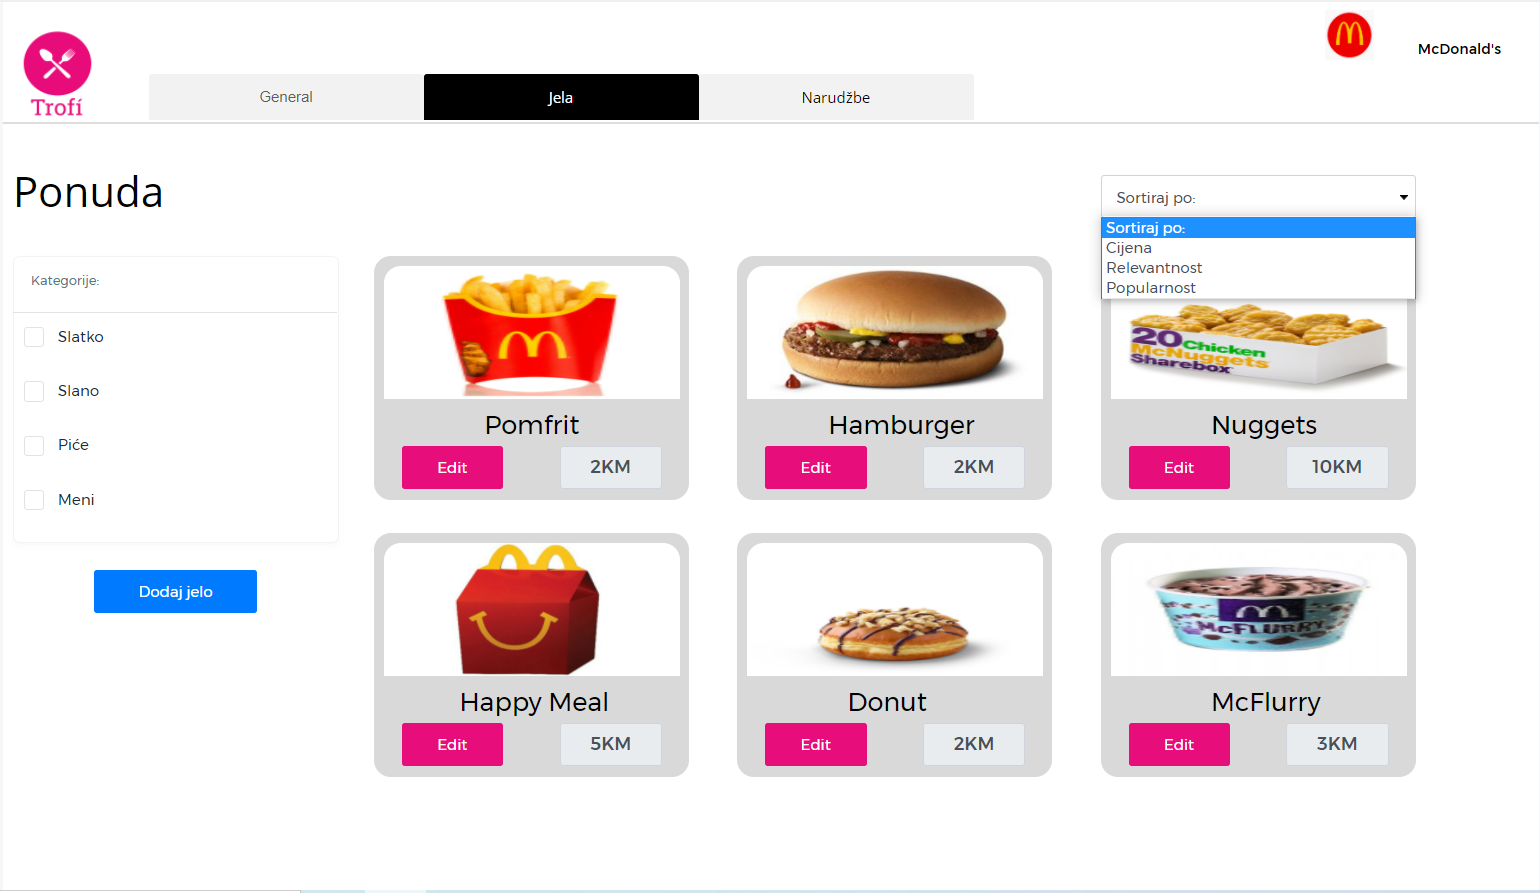 McDonald's
Trofí
General
Jela
Narudžbe
Ponuda
Sortiraj po:
Sortiraj po:
Cijena
Relevantnost
Popularnost
Kategorije:
Slatko
Slano
Piće
Meni
Dodaj jelo
Pomfrit
Edit
2KM
Hamburger
Edit
2KM
20 Chicken
McNuggets
Sharebox
Nuggets
Edit
10KM
Happy Meal
Edit
5KM
Donut
Edit
2KM
McFLURRY
McFlurry
Edit
3KM